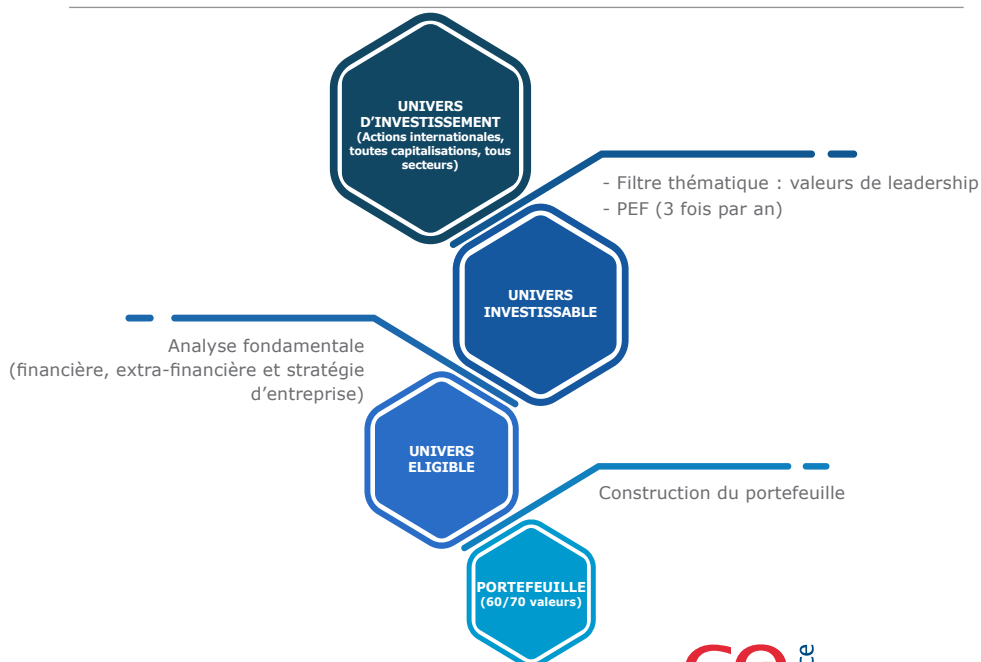 UNIVERS
D'INVESTISSEMENT
(Actions internationales,
toutes capitalisations, tous
secteurs)
- Filtre thématique : valeurs de leadership
- PEF (3 fois par an)
UNIVERS
INVESTISSABLE
Analyse fondamentale
(financière, extra-financière et stratégie
d'entreprise)
UNIVERS
ELIGIBLE
Construction du portefeuille
PORTEFEUILLE
(60/70 valeurs)